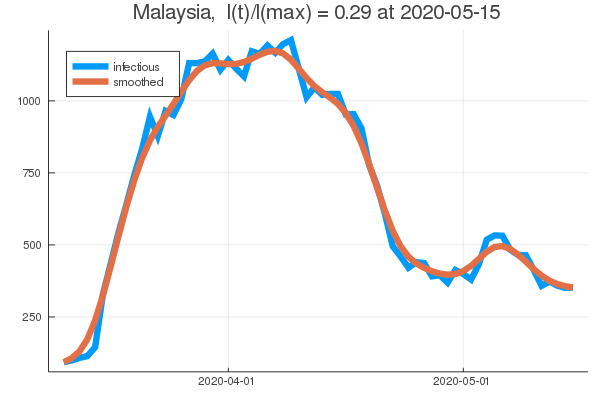 Malaysia, I(t)/I(max) = 0.29 at 2020-05-15
infectious
smoothed
1000
750
500
250
2020-04-01 2020-05-01